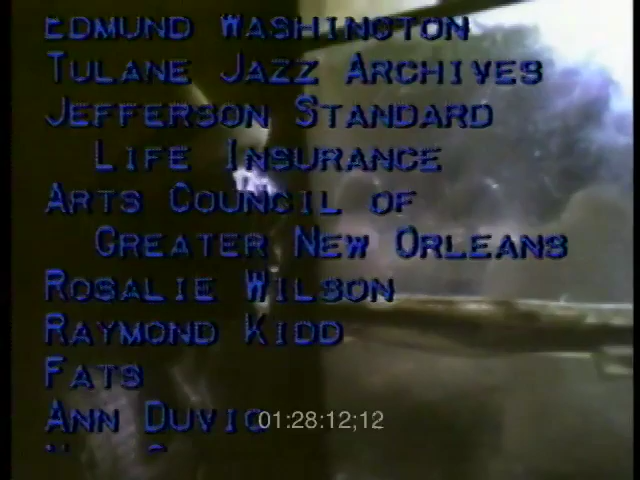 EDMUND WASHINGTON
TULANE JAZZ ARCHIVES
JEFFERSON STANDARD
LIFE INSURANCE
ARTS COUNCIL OF
GREATER NEW ORLEANS
ROSALIE WILSON
RAYMOND KIDD
FATS
ANN DUVIO
01:28:12;12